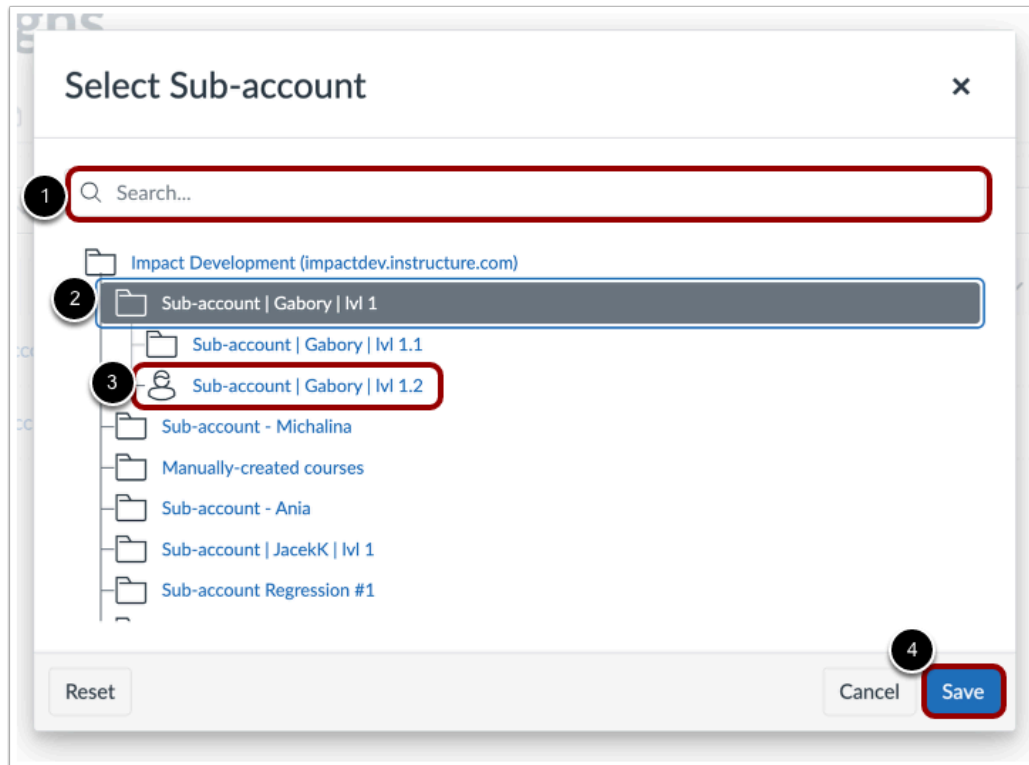 Select Sub-account
1
Search...
Impact Development (impactdev.instructure.com)
2
Sub-account | Gabory | lvl 1
Sub-account | Gabory | lvl 1.1
3
Sub-account | Gabory | lvl 1.2
Sub-account - Michalina
Manually-created courses
Sub-account - Ania
Sub-account | JacekK | lvl 1
Sub-account Regression #1
4
Reset
Cancel
Save